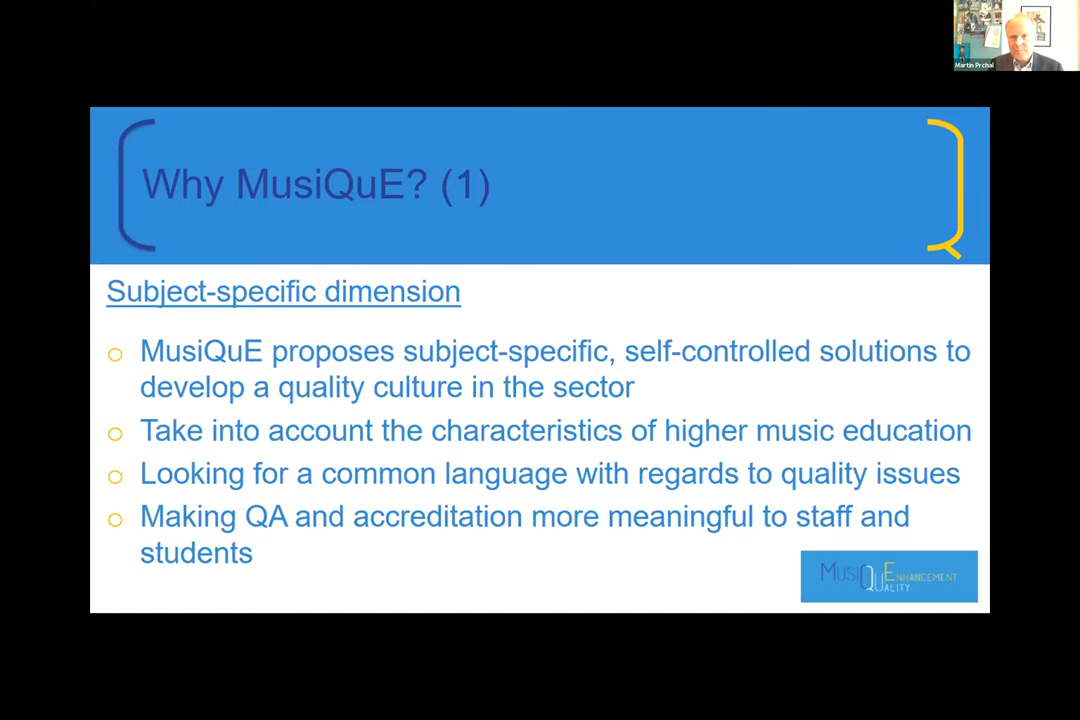 Martin Prchal
Why MusiQuE? (1)
Subject-specific dimension
MusiQuE proposes subject-specific, self-controlled solutions to
develop a quality culture in the sector
Take into account the characteristics of higher music education
Looking for a common language with regards to quality issues
Making QA and accreditation more meaningful to staff and
students
MUSIQUE ENHANCEMENT
QUALITY